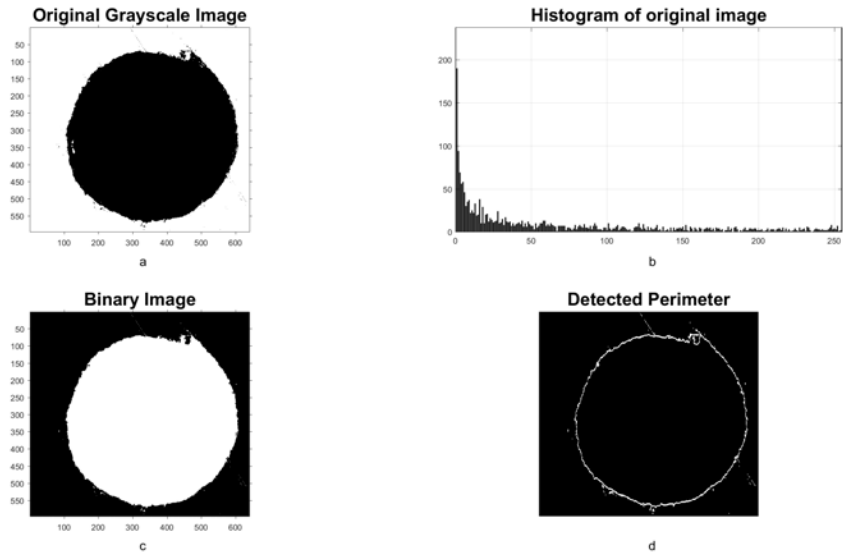 Original Grayscale Image
50
100
150
200
250
300
350
400
450
500
550
100 200 300 400 500 600
a
Histogram of original image
200
150
100
50
0
0 50 100 150 200 250
b
Binary Image
50
100
150
200
250
300
350
400
450
500
550
100 200 300 400 500 600
c
Detected Perimeter
d